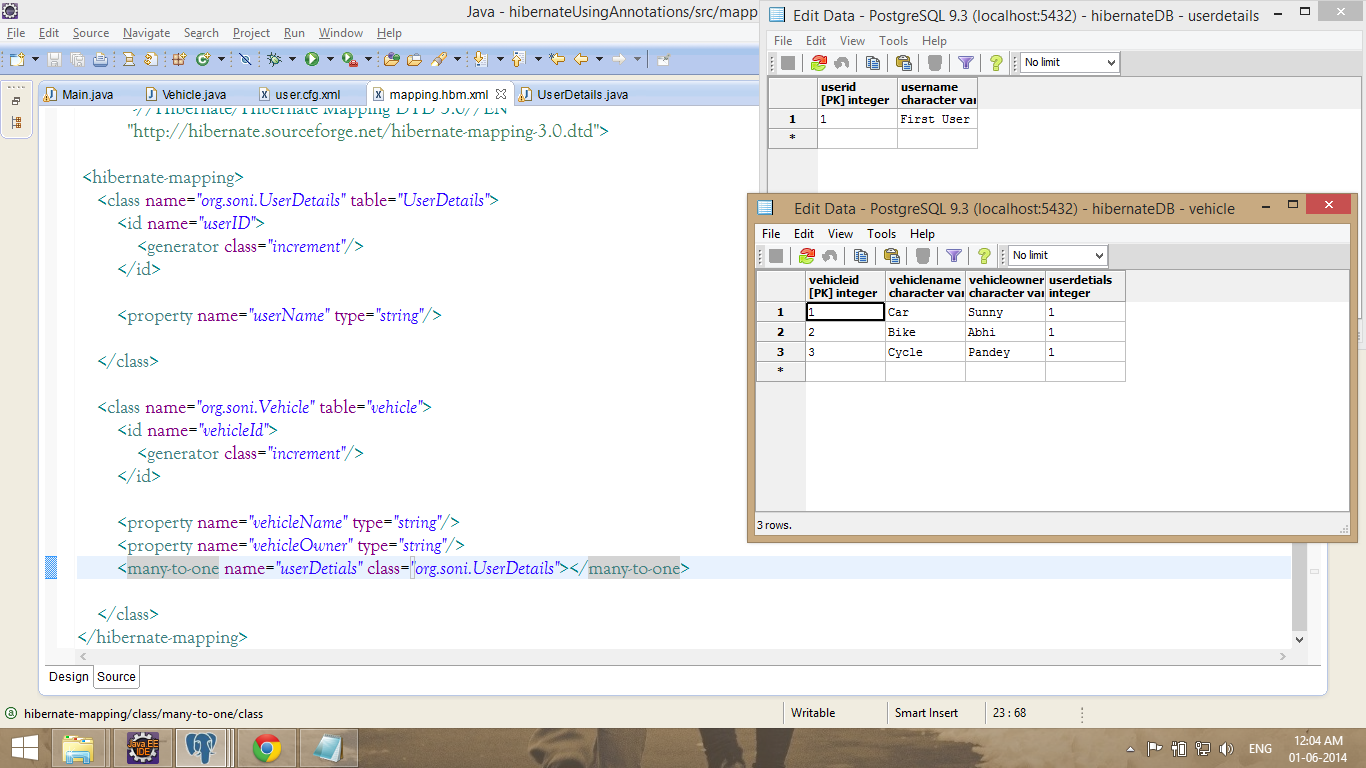 Java - hibernateUsingAnnotations/src/mapp
File Edit Source Navigate Search Project Run Window Help
Main.java Vehicle.java user.cfg.xml mapping.hbm.xml UserDetails.java
"-//Hibernate/Hibernate Mapping DTD 3.0//EN"
"http://hibernate.sourceforge.net/hibernate-mapping-3.0.dtd">
<hibernate-mapping>
<class name="org.soni.UserDetails" table="UserDetails">
<id name="userID">
<generator class="increment"/>
</id>
<property name="userName" type="string"/>
</class>
<class name="org.soni.Vehicle" table="vehicle">
<id name="vehicleId">
<generator class="increment"/>
</id>
<property name="vehicleName" type="string"/>
<property name="vehicleOwner" type="string"/>
<many-to-one name="userDetials" class="org.soni.UserDetails"></many-to-one>
</class>
</hibernate-mapping>
Design Source
hibernate-mapping/class/many-to-one/class
Writable Smart Insert 23 : 68
Edit Data - PostgreSQL 9.3 (localhost:5432) - hibernateDB - userdetails
File Edit View Tools Help
No limit
userid username
[PK] integer character var
1 1 First User
*
Edit Data - PostgreSQL 9.3 (localhost:5432) - hibernateDB - vehicle
File Edit View Tools Help
No limit
vehicleid vehiclename vehicleowner userdetials
[PK] integer character var character var integer
1 1 Car Sunny 1
2 2 Bike Abhi 1
3 3 Cycle Pandey 1
*
3 rows.
Java EE
IDE
ENG
12:04 AM
01-06-2014